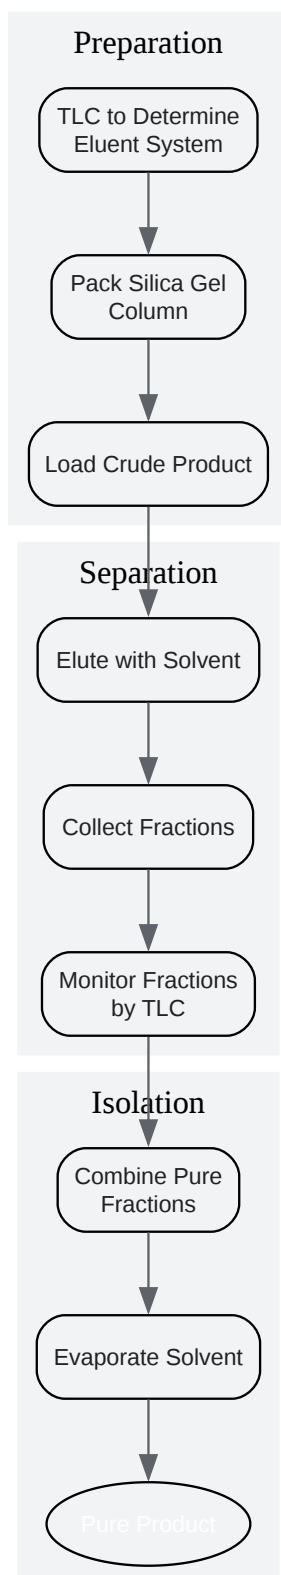 Preparation
TLC to Determine
Eluent System
Pack Silica Gel
Column
Load Crude Product
Separation
Elute with Solvent
Collect Fractions
Monitor Fractions
by TLC
Isolation
Combine Pure
Fractions
Evaporate Solvent
Pure Product